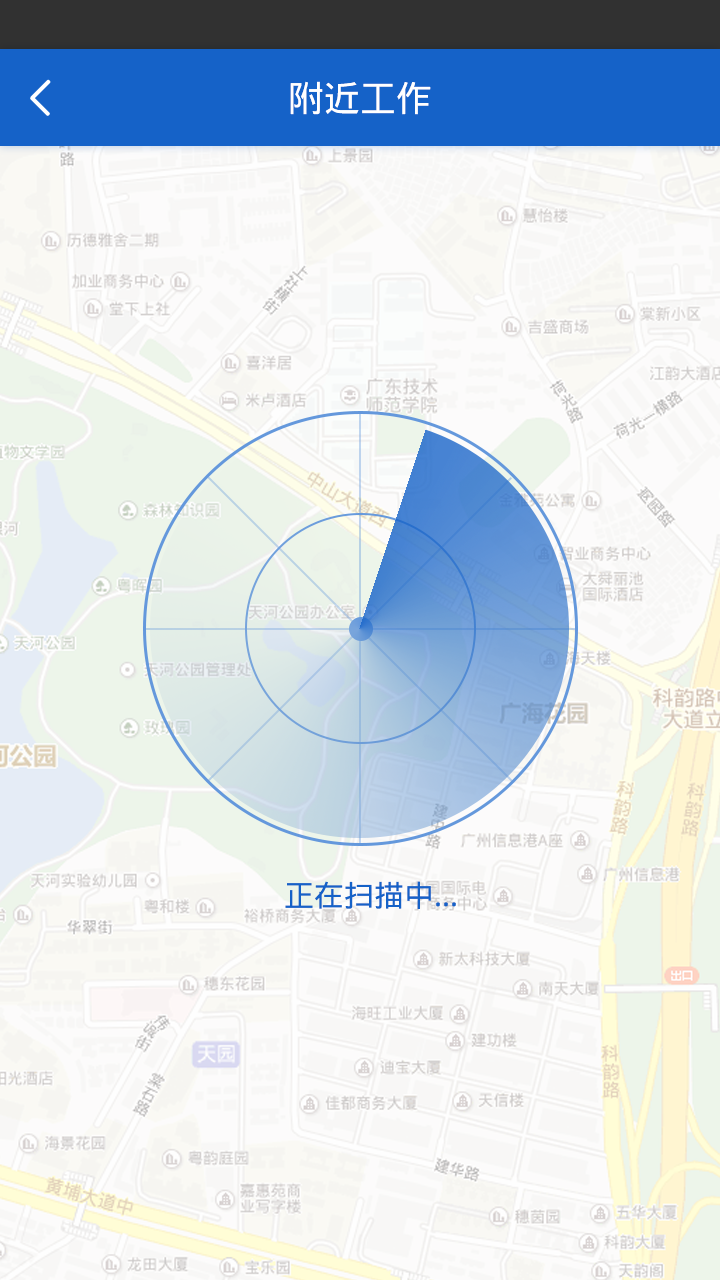 附近工作
路
上景园
慧怡楼
历德雅舍二期
加业商务中心
上社横街
堂下上社
棠新小区
吉盛商场
喜洋居
江韵大酒店
广东技术
师范学院
米卢酒店
荷光路
荷光一横路
植物文学园
中山大道西
森林知识园
智业商务中心
粤晖园
大舜丽池
国际酒店
天河公园办公室
天河公园
海天楼
天河公园管理处
科韵路中
大道立
广海花园
玫瑰园
河公园
科韵路
科韵路
建中路
广州信息港A座
广州信息港
天河实验幼儿园
正在扫描中...
国国际电
商务中心
粤和楼
裕桥商务大厦
华翠街
新太科技大厦
出口
穗东花园
南天大厦
海旺工业大厦
伟诚街
建功楼
天园
迪宝大厦
科韵路
阳光酒店
棠石路
佳都商务大厦
天信楼
海景花园
粤韵庭园
建华路
黄埔大道中
嘉惠苑商
业写字楼
穗茵园
五华大厦
科韵大厦
龙田大厦
宝乐园
天韵阁